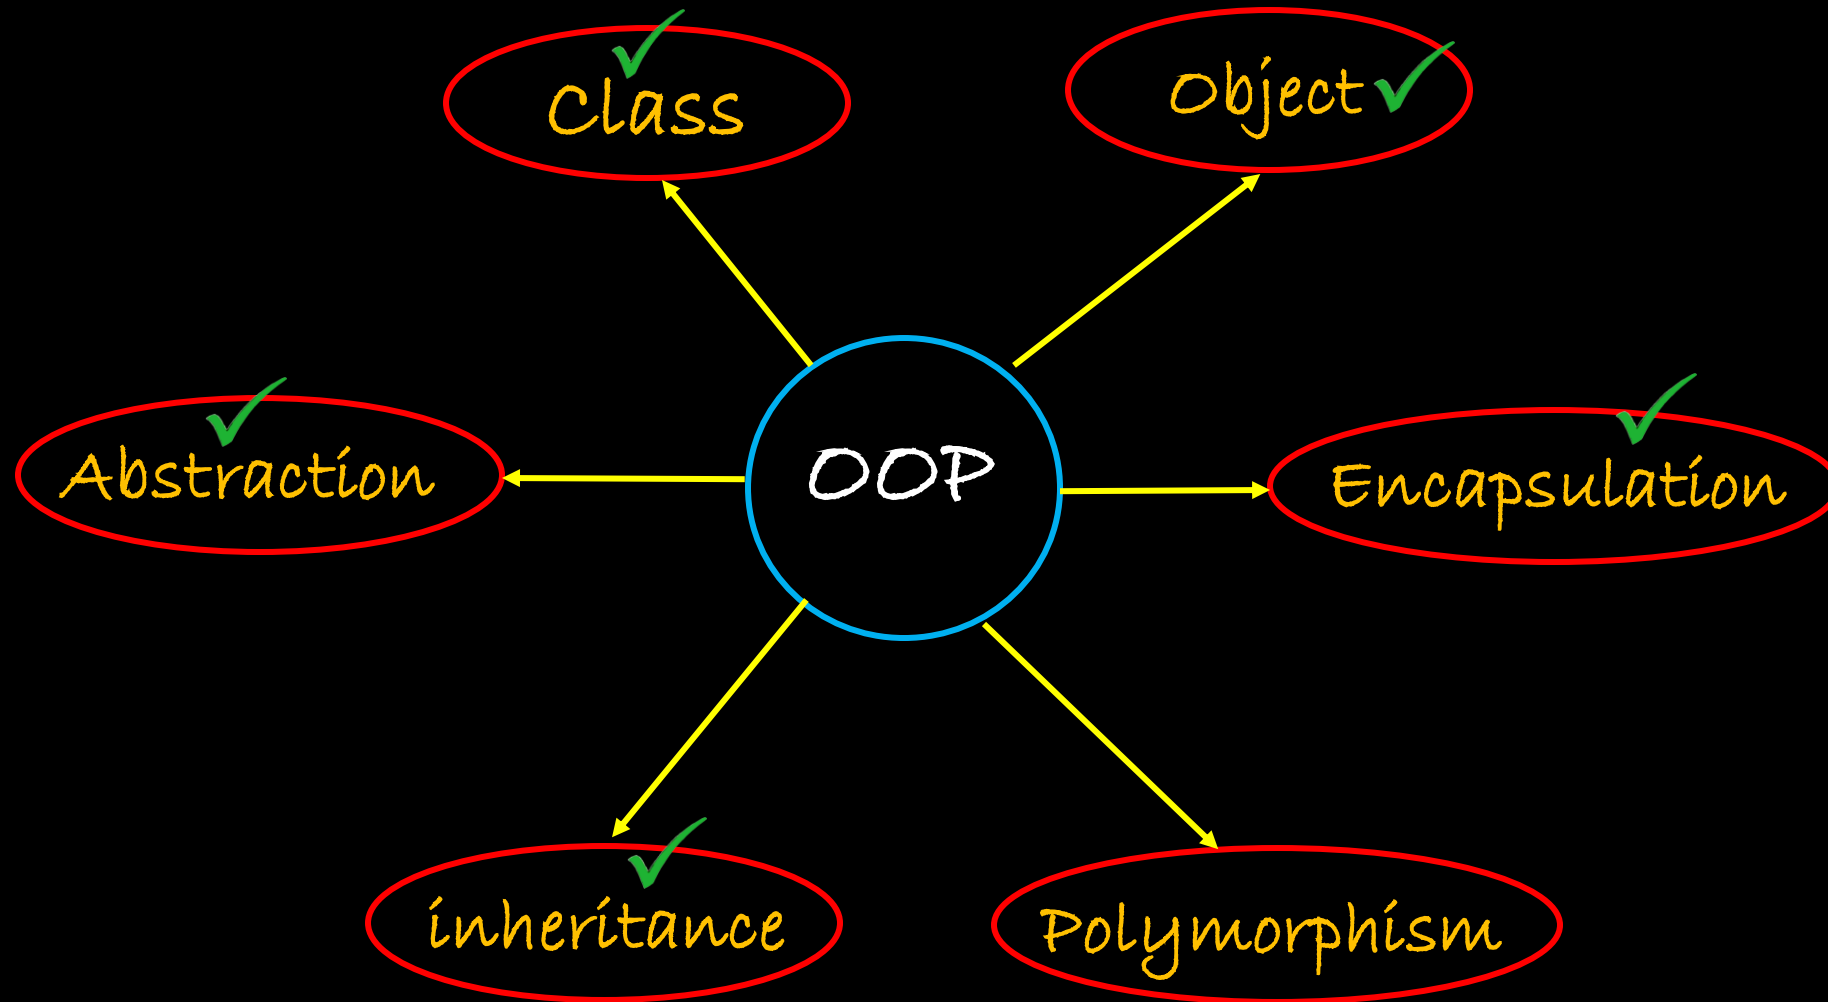 Class
Object
Abstraction
OOP
Encapsulation
inheritance
Polymorphism